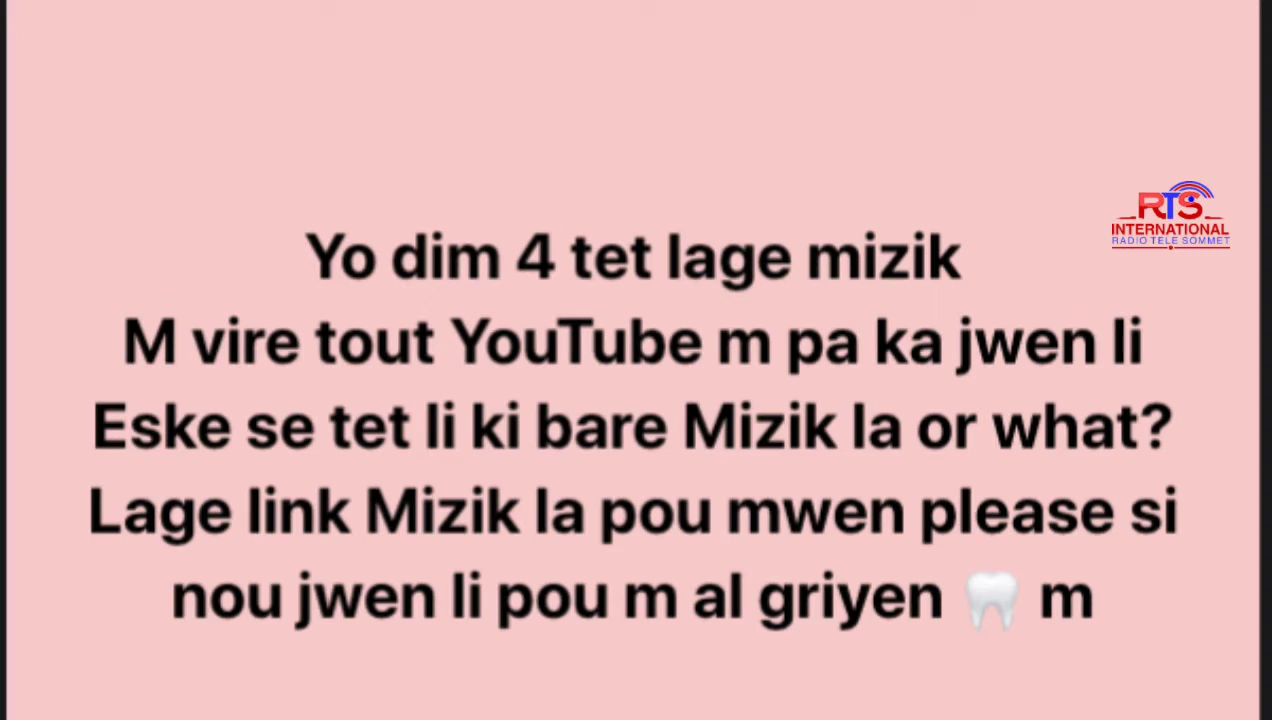 RTS
INTERNATIONAL
RADIO TELE SOMMET
Yo dim 4 tet lage mizik
M vire tout YouTube m pa ka jwen li
Eske se tet li ki bare Mizik la or what?
Lage link Mizik la pou mwen please si
nou jwen li pou m al griyen 🦷 m